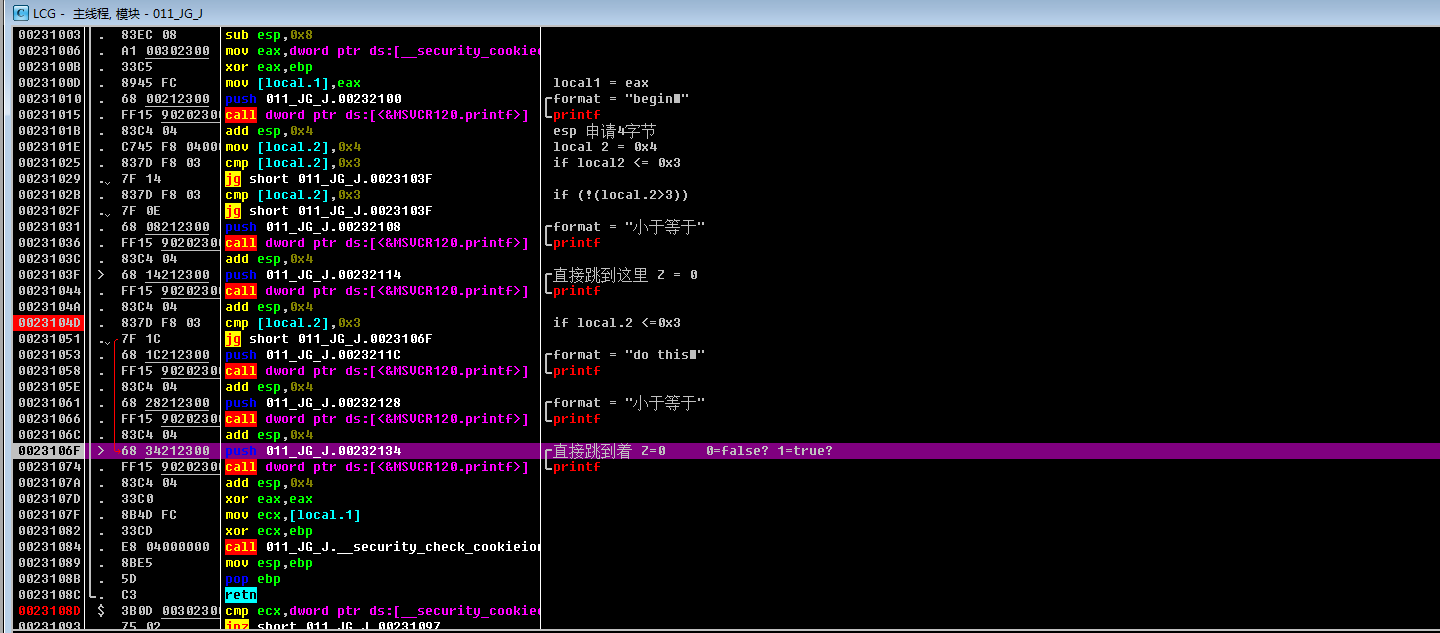 LCG - 主线程, 模块 - 011_JG_J
00231003 . 83EC 08 sub esp,0x8
00231006 . A1 00302300 mov eax,dword ptr ds:[__security_cookie
0023100B . 33C5 xor eax,ebp
0023100D . 8945 FC mov [local.1],eax local1 = eax
00231010 . 68 00212300 push 011_JG_J.00232100 format = "begin■"
00231015 . FF15 9020230 call dword ptr ds:[<&MSVCR120.printf>] printf
0023101B . 83C4 04 add esp,0x4 esp 申请4字节
0023101E . C745 F8 0400 mov [local.2],0x4 local 2 = 0x4
00231025 . 837D F8 03 cmp [local.2],0x3 if local2 <= 0x3
00231029 . 7F 14 jg short 011_JG_J.0023103F
0023102B . 837D F8 03 cmp [local.2],0x3 if (!(local.2>3))
0023102F . 7F 0E jg short 011_JG_J.0023103F
00231031 . 68 08212300 push 011_JG_J.00232108 format = "小于等于"
00231036 . FF15 9020230 call dword ptr ds:[<&MSVCR120.printf>] printf
0023103C . 83C4 04 add esp,0x4
0023103F > 68 14212300 push 011_JG_J.00232114 直接跳到这里 Z = 0
00231044 . FF15 9020230 call dword ptr ds:[<&MSVCR120.printf>] printf
0023104A . 83C4 04 add esp,0x4
0023104D . 837D F8 03 cmp [local.2],0x3 if local.2 <=0x3
00231051 . 7F 1C jg short 011_JG_J.0023106F
00231053 . 68 1C212300 push 011_JG_J.0023211C format = "do this■"
00231058 . FF15 9020230 call dword ptr ds:[<&MSVCR120.printf>] printf
0023105E . 83C4 04 add esp,0x4
00231061 . 68 28212300 push 011_JG_J.00232128 format = "小于等于"
00231066 . FF15 9020230 call dword ptr ds:[<&MSVCR120.printf>] printf
0023106C . 83C4 04 add esp,0x4
0023106F > 68 34212300 push 011_JG_J.00232134 直接跳到着 Z=0 0=false? 1=true?
00231074 . FF15 9020230 call dword ptr ds:[<&MSVCR120.printf>] printf
0023107A . 83C4 04 add esp,0x4
0023107D . 33C0 xor eax,eax
0023107F . 8B4D FC mov ecx,[local.1]
00231082 . 33CD xor ecx,ebp
00231084 . E8 04000000 call 011_JG_J.__security_check_cookieion
00231089 . 8BE5 mov esp,ebp
0023108B . 5D pop ebp
0023108C . C3 retn
0023108D $ 3B0D 0030230 cmp ecx,dword ptr ds:[__security_cookie
00231093 . 75 02 jnz short 011_JG_J.00231097